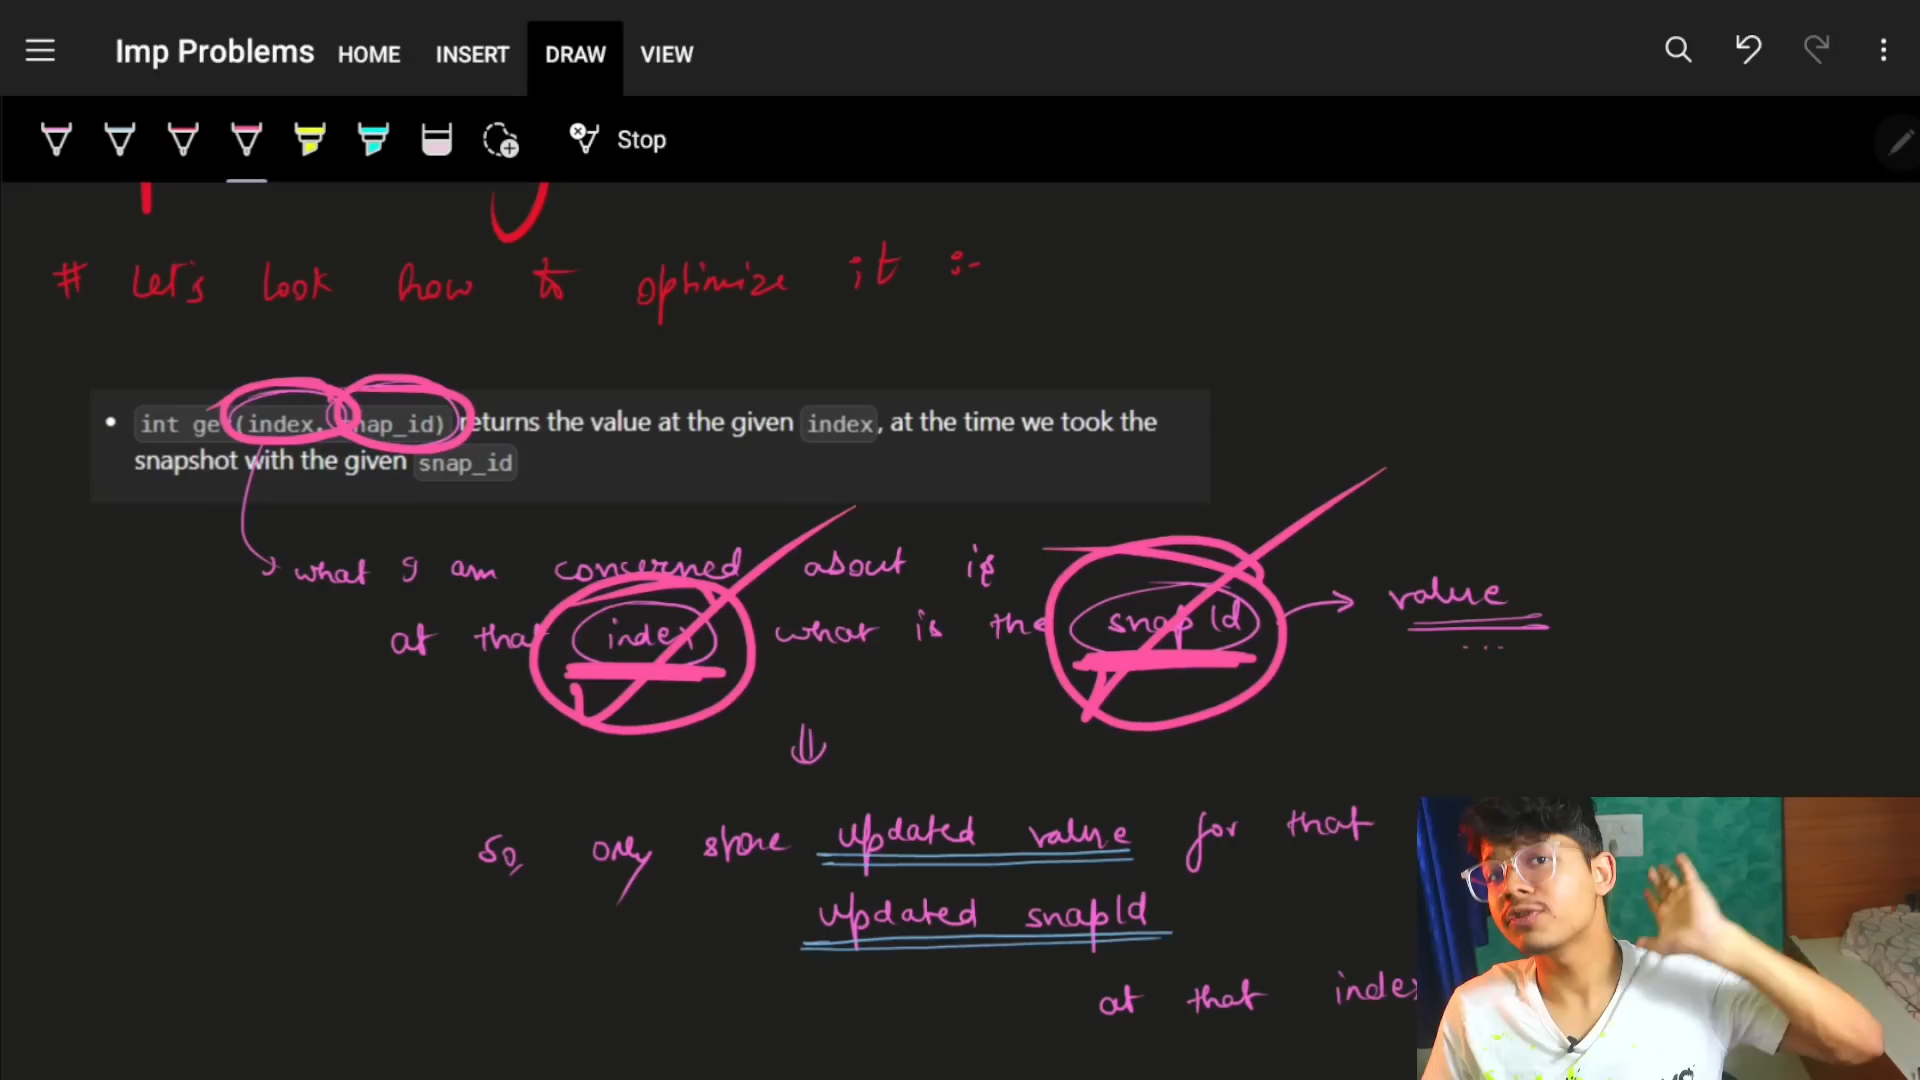 Imp Problems HOME INSERT DRAW VIEW
Stop
# Let's look how to optimize it :-
int ge (index, snap_id) returns the value at the given index, at the time we took the
snapshot with the given snap_id
what I am concerned about is
at that index what is the snapId → value
...
So, only store updated value for that
updated snapId
at that index